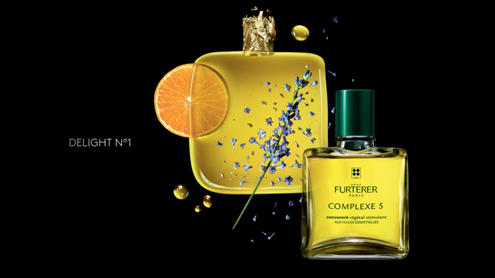 DELIGHT N°1
RENE
FURTERER
PARIS
COMPLEXE 5
concentré végétal stimulant
AUX HUILES ESSENTIELLES